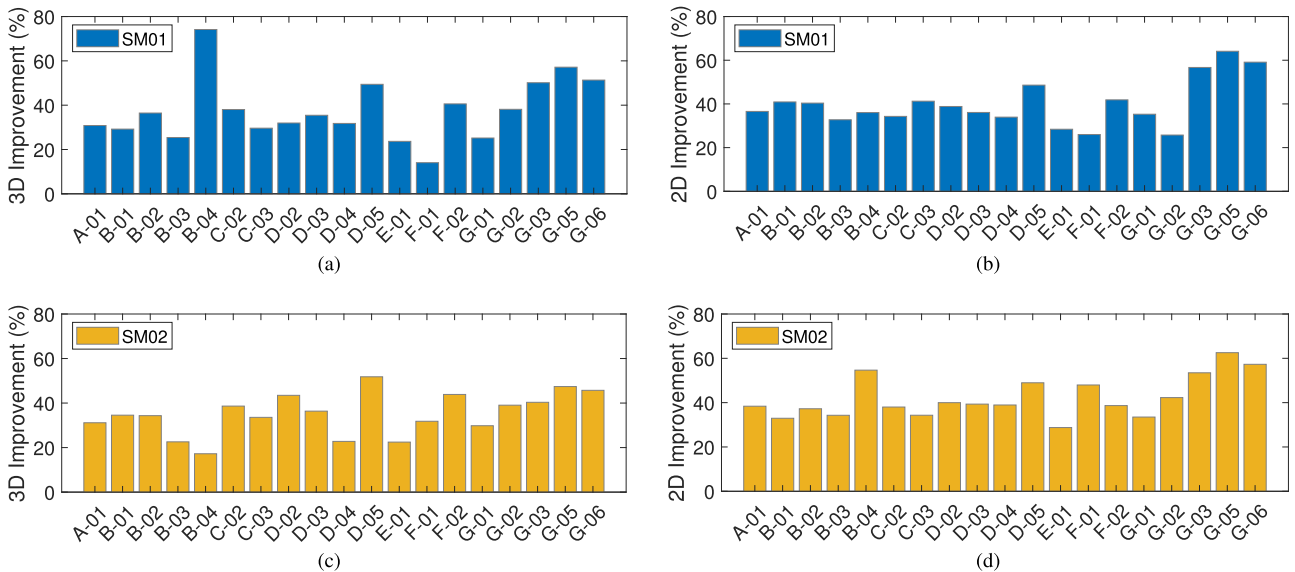 3D Improvement (%)
80
60
40
20
0
SM01
A-01 B-01 B-02 B-03 B-04 C-02 C-03 D-02 D-03 D-04 D-05 E-01 F-01 F-02 G-01 G-02 G-03 G-05 G-06
(a)
2D Improvement (%)
80
60
40
20
0
SM01
A-01 B-01 B-02 B-03 B-04 C-02 C-03 D-02 D-03 D-04 D-05 E-01 F-01 F-02 G-01 G-02 G-03 G-05 G-06
(b)
3D Improvement (%)
80
60
40
20
0
SM02
A-01 B-01 B-02 B-03 B-04 C-02 C-03 D-02 D-03 D-04 D-05 E-01 F-01 F-02 G-01 G-02 G-03 G-05 G-06
(c)
2D Improvement (%)
80
60
40
20
0
SM02
A-01 B-01 B-02 B-03 B-04 C-02 C-03 D-02 D-03 D-04 D-05 E-01 F-01 F-02 G-01 G-02 G-03 G-05 G-06
(d)